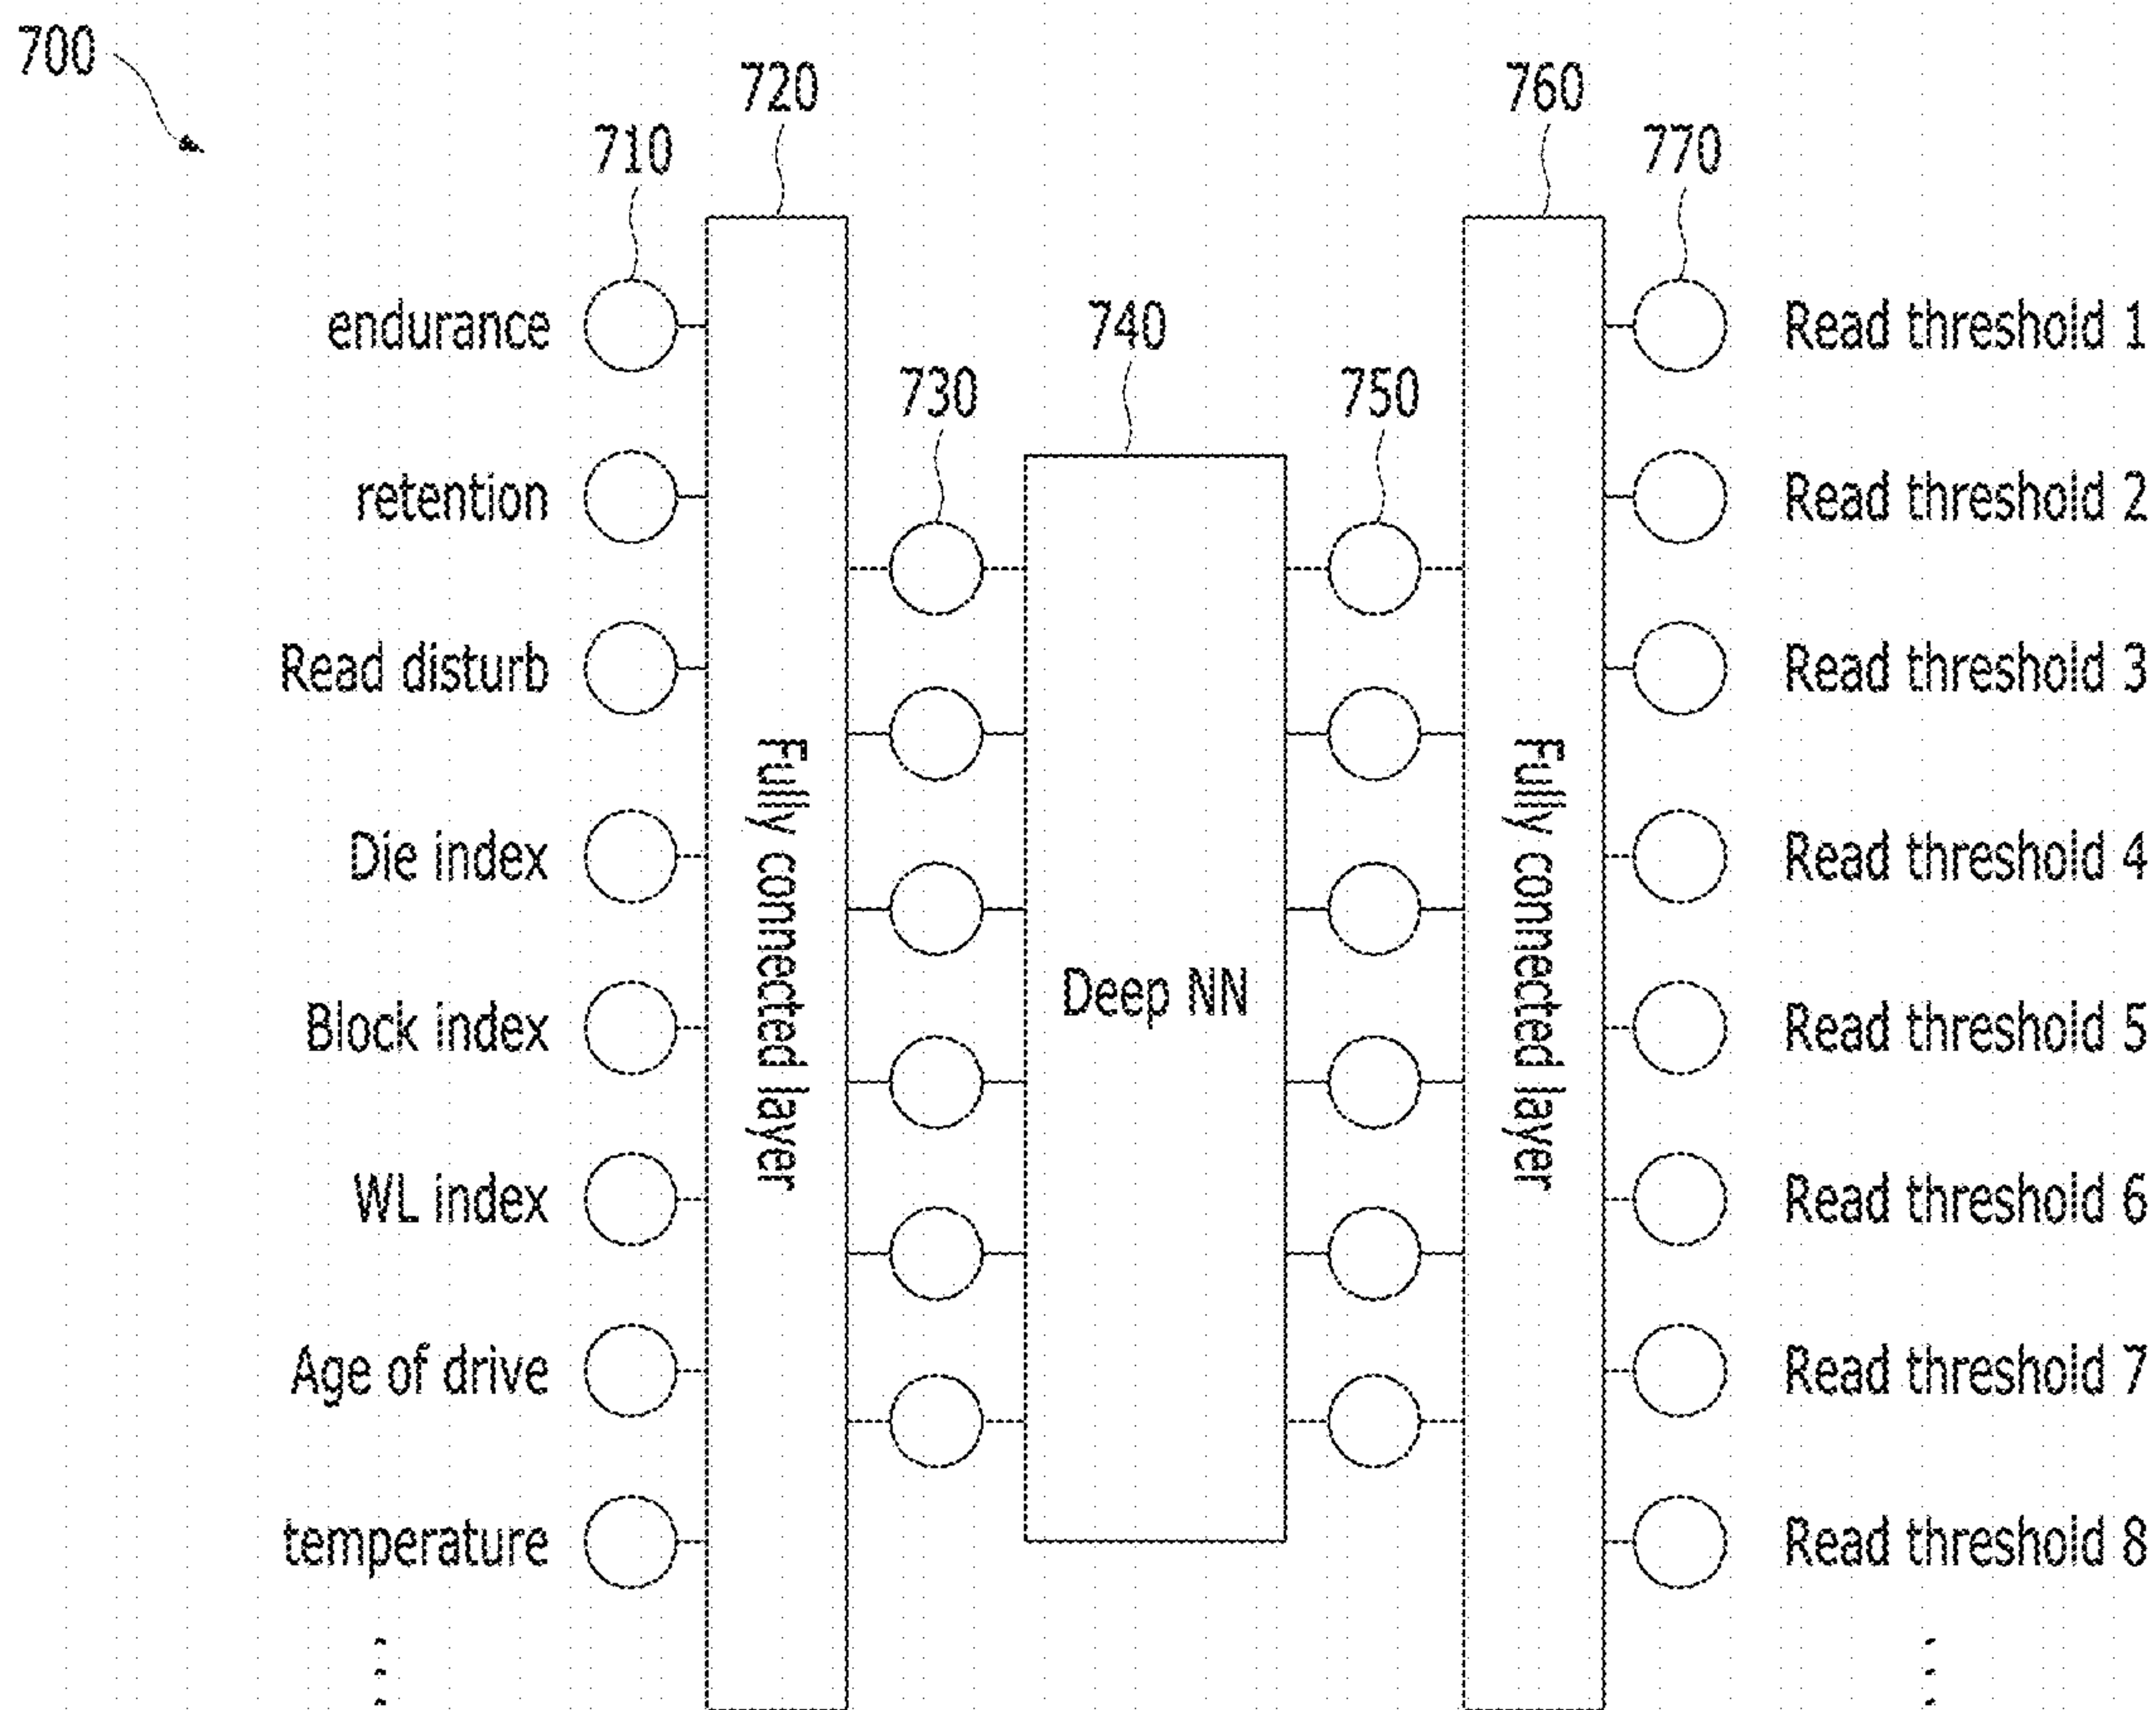 700
720
760
710
770
endurance
740
Read threshold 1
730
750
retention
Read threshold 2
Read disturb
Read threshold 3
Fully connected layer
Fully connected layer
Die index
Read threshold 4
Deep NN
Block index
Read threshold 5
WL index
Read threshold 6
Age of drive
Read threshold 7
temperature
Read threshold 8